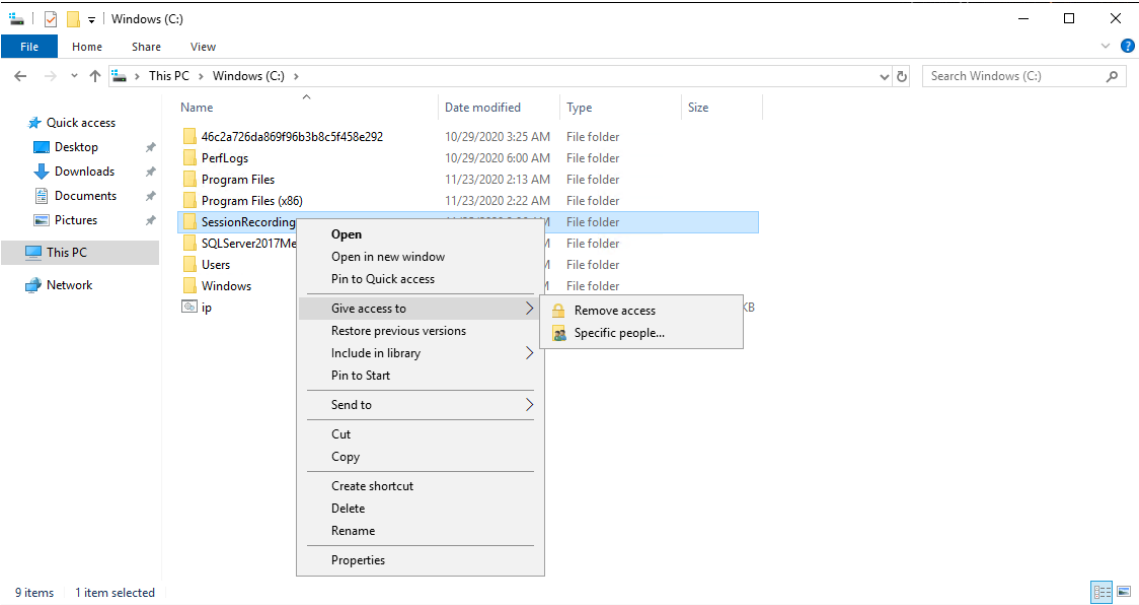 Windows (C:)
File Home Share View
This PC > Windows (C:) >
Search Windows (C:)
Name Date modified Type Size
Quick access
Desktop
Downloads
Documents
Pictures
This PC
Network
46c2a726da869f96b3b8c5f458e292 10/29/2020 3:25 AM File folder
PerfLogs 10/29/2020 6:00 AM File folder
Program Files 11/23/2020 2:13 AM File folder
Program Files (x86) 11/23/2020 2:22 AM File folder
SessionRecording File folder
SQLServer2017Me File folder
Users File folder
Windows File folder
ip KB
Open
Open in new window
Pin to Quick access
Give access to
Restore previous versions
Include in library
Pin to Start
Send to
Cut
Copy
Create shortcut
Delete
Rename
Properties
Remove access
Specific people...
9 items 1 item selected